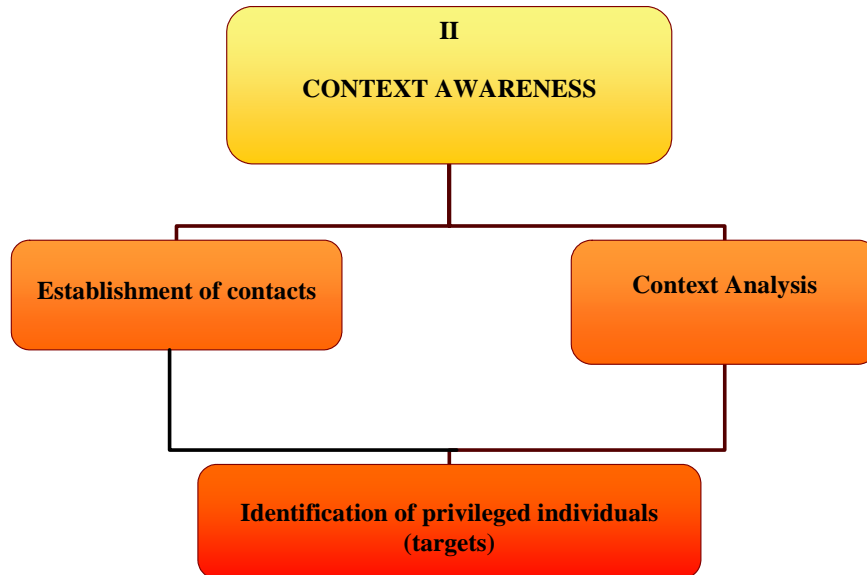 II
CONTEXT AWARENESS
Establishment of contacts
Context Analysis
Identification of privileged individuals
(targets)